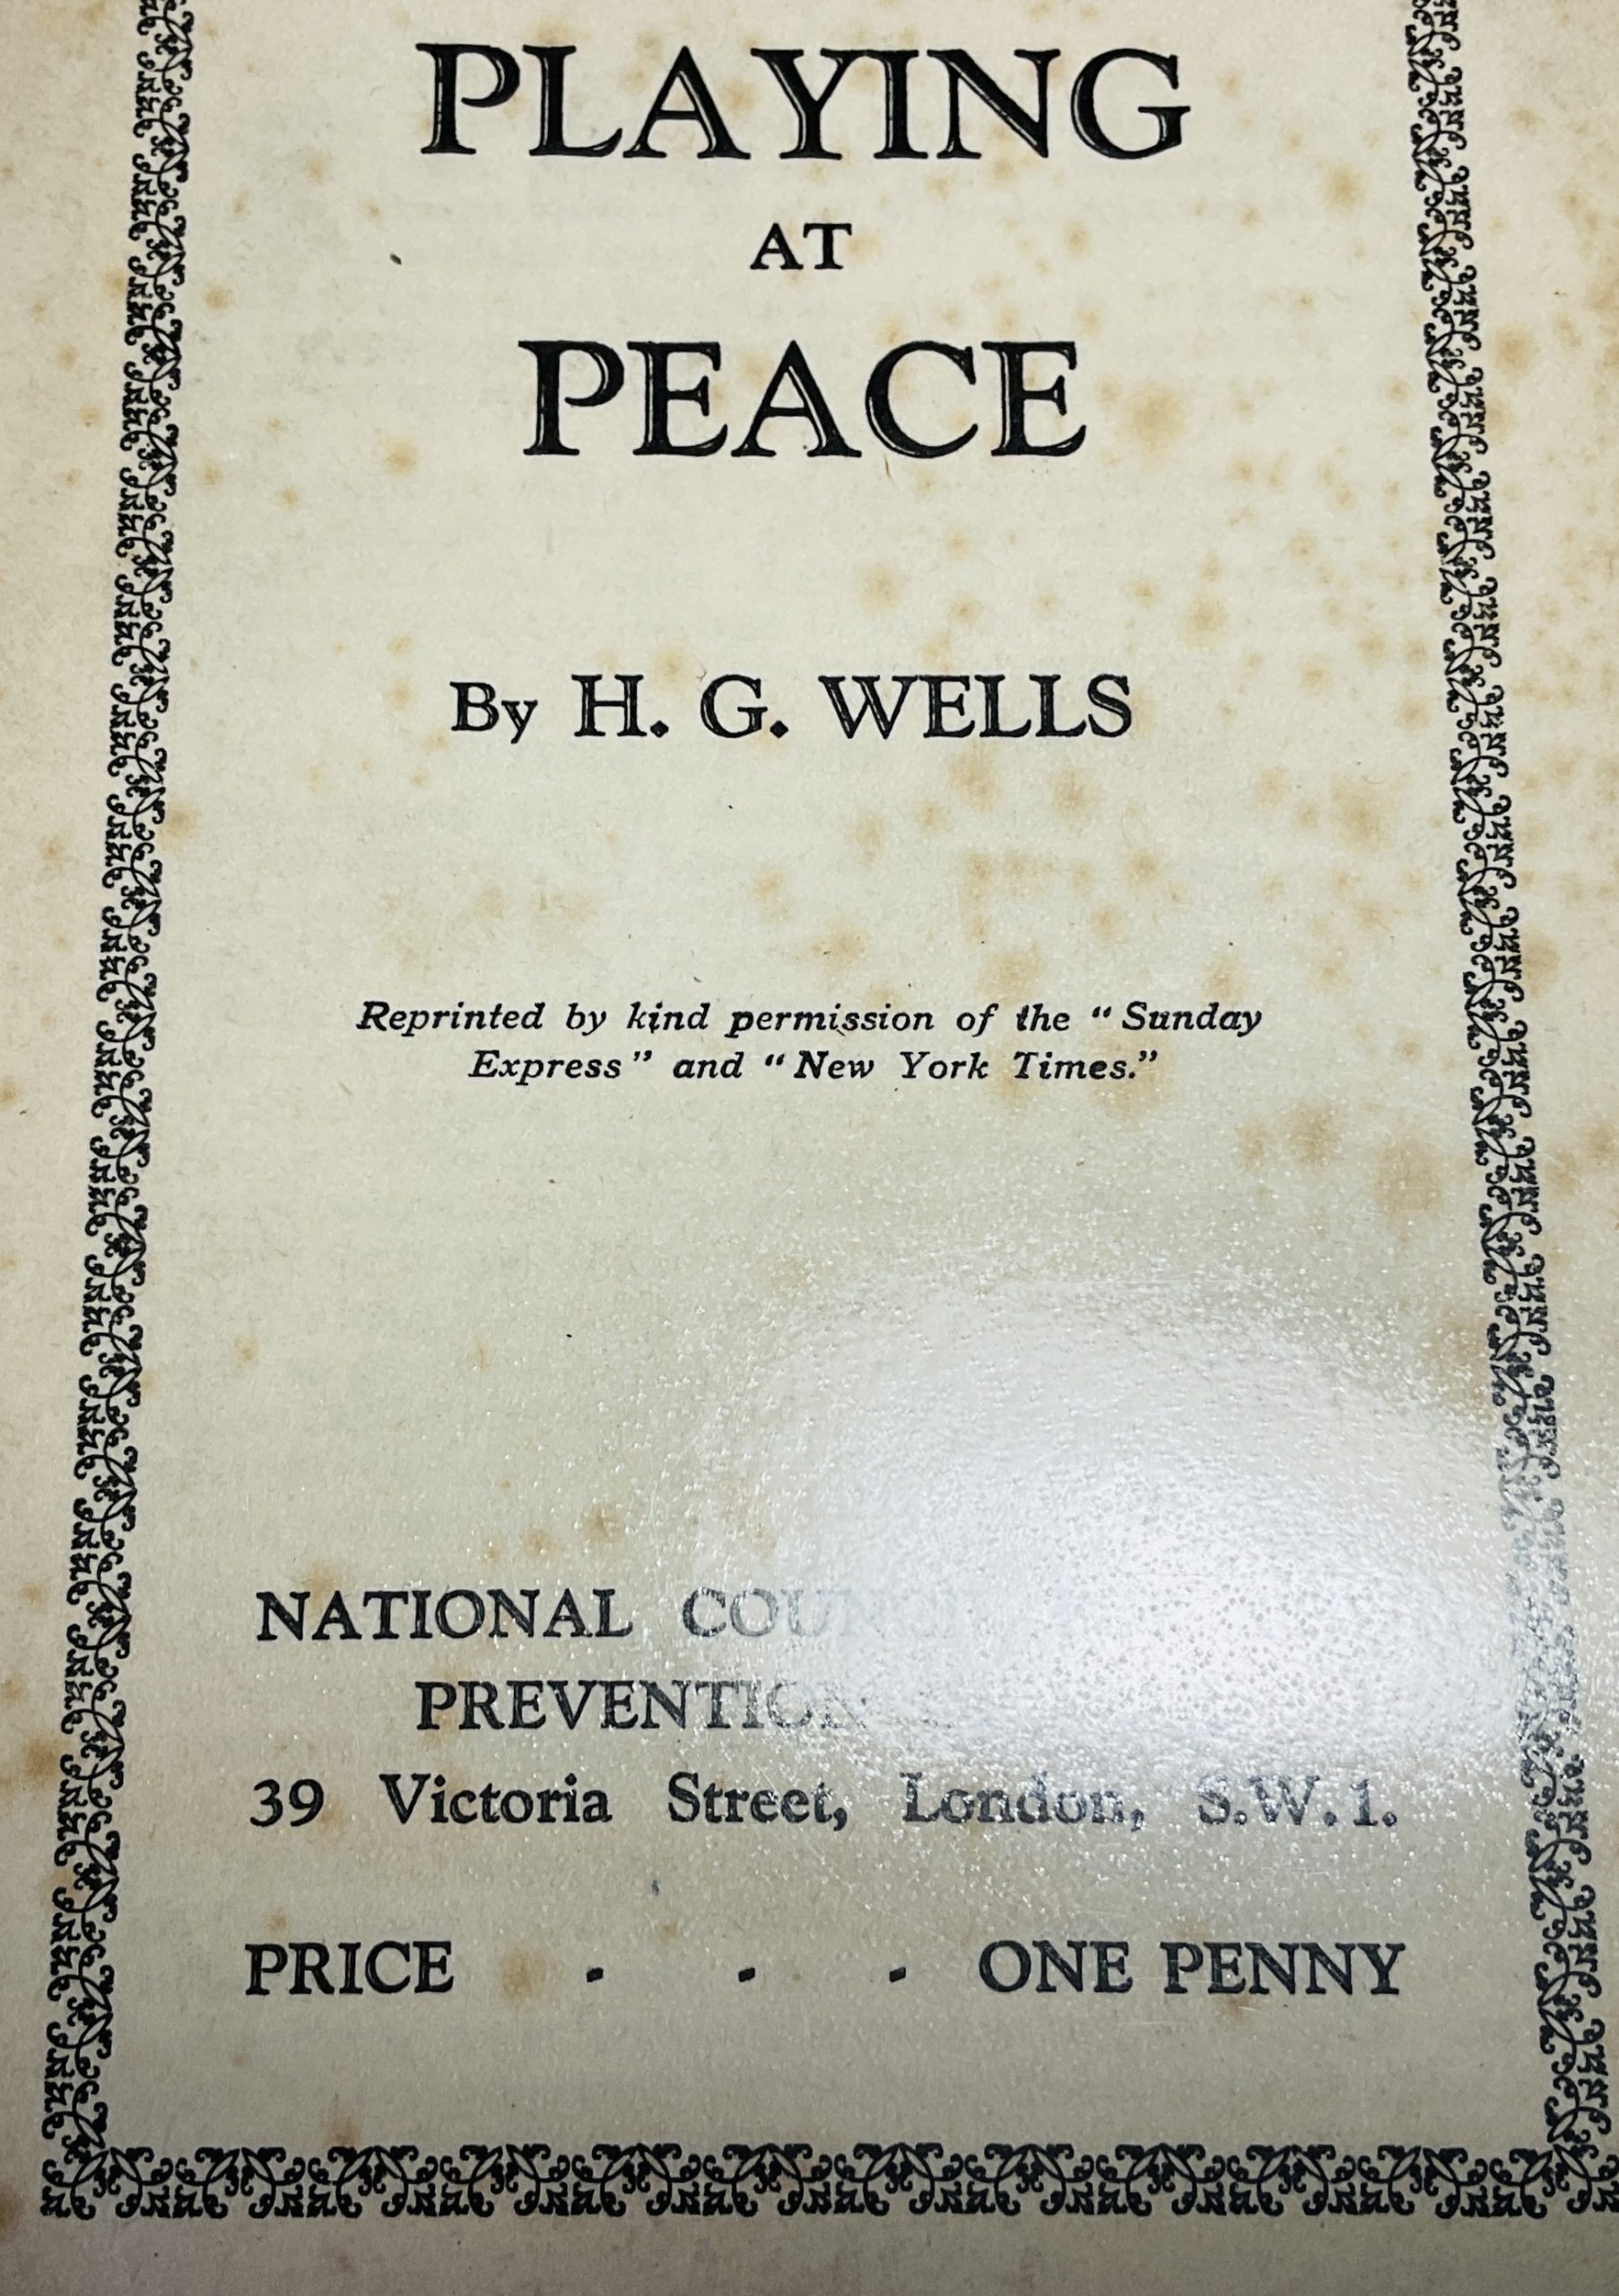 PLAYING
AT
PEACE
By H. G. WELLS
Reprinted by kind permission of the “Sunday
Express” and “New York Times.”
NATIONAL
PREVENTION
39 Victoria Street, London, S.W.1.
PRICE - - - ONE PENNY